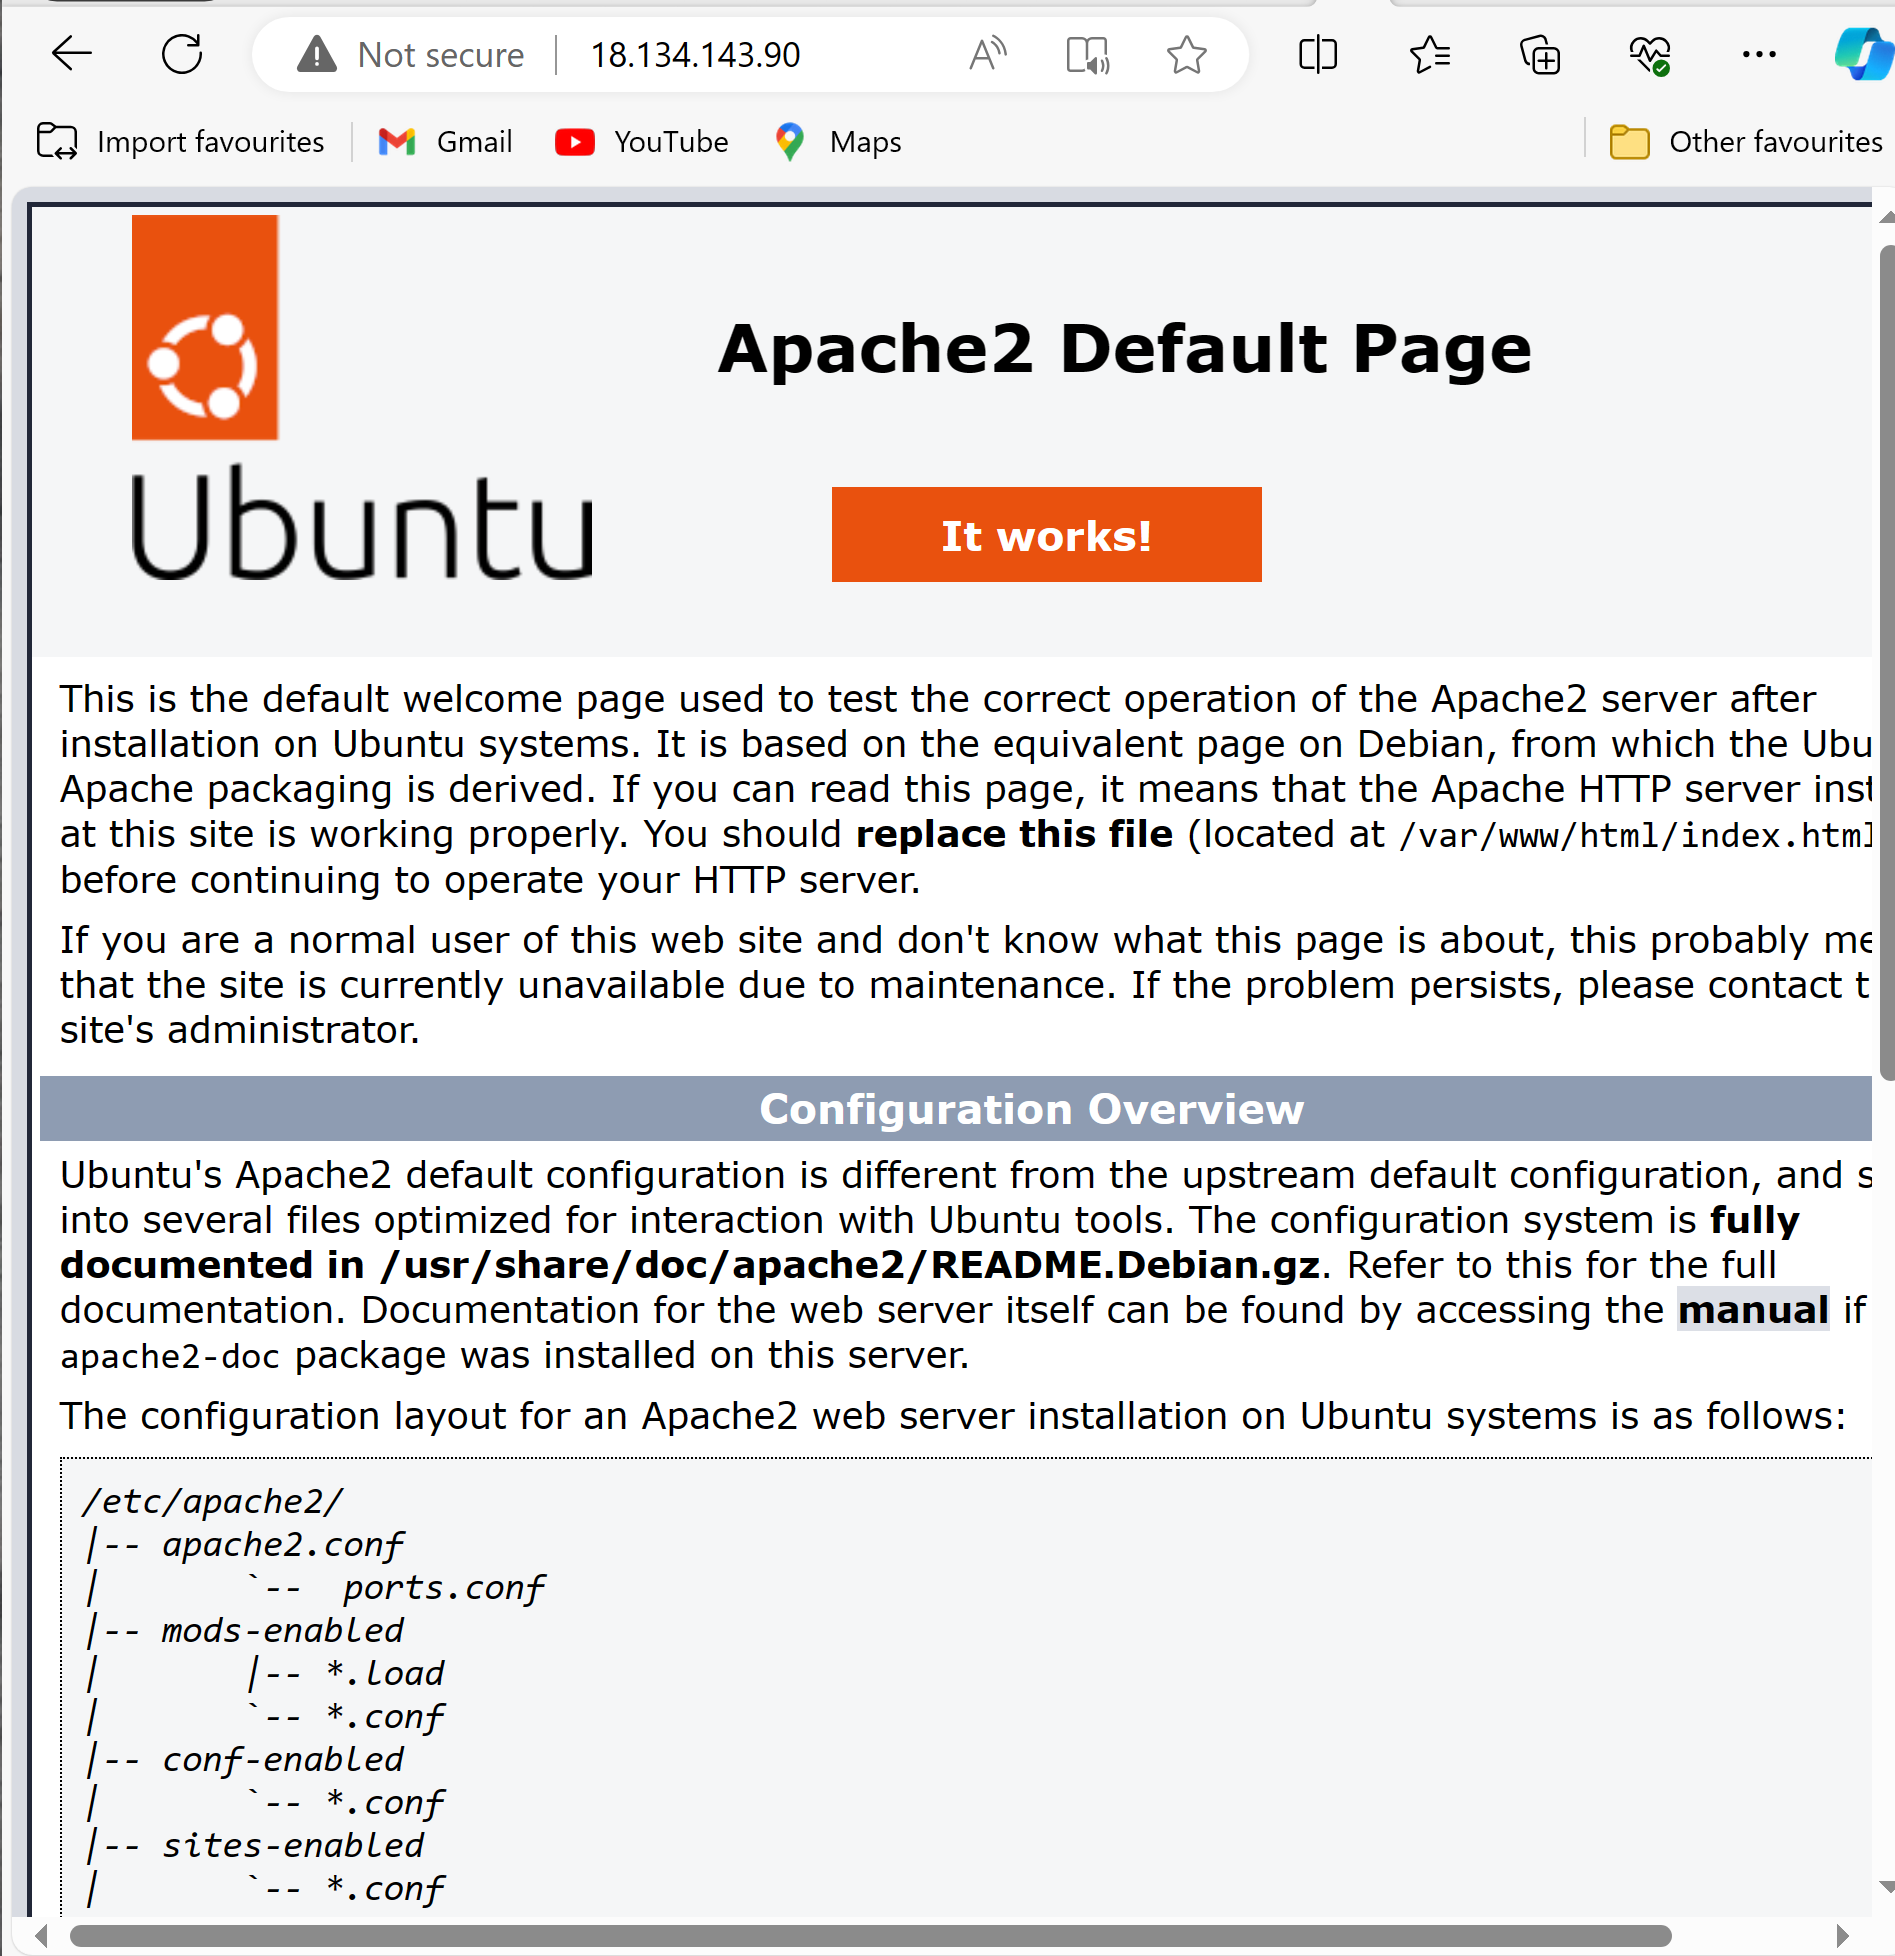 Not secure 18.134.143.90
Import favourites Gmail YouTube Maps Other favourites
Ubuntu
Apache2 Default Page
It works!
This is the default welcome page used to test the correct operation of the Apache2 server after
installation on Ubuntu systems. It is based on the equivalent page on Debian, from which the Ubu
Apache packaging is derived. If you can read this page, it means that the Apache HTTP server inst
at this site is working properly. You should replace this file (located at /var/www/html/index.html
before continuing to operate your HTTP server.
If you are a normal user of this web site and don't know what this page is about, this probably me
that the site is currently unavailable due to maintenance. If the problem persists, please contact t
site's administrator.
Configuration Overview
Ubuntu's Apache2 default configuration is different from the upstream default configuration, and s
into several files optimized for interaction with Ubuntu tools. The configuration system is fully
documented in /usr/share/doc/apache2/README.Debian.gz. Refer to this for the full
documentation. Documentation for the web server itself can be found by accessing the manual if
apache2-doc package was installed on this server.
The configuration layout for an Apache2 web server installation on Ubuntu systems is as follows:
/etc/apache2/
|-- apache2.conf
|       `--  ports.conf
|-- mods-enabled
|       |-- *.load
|       `-- *.conf
|-- conf-enabled
|       `-- *.conf
|-- sites-enabled
|       `-- *.conf